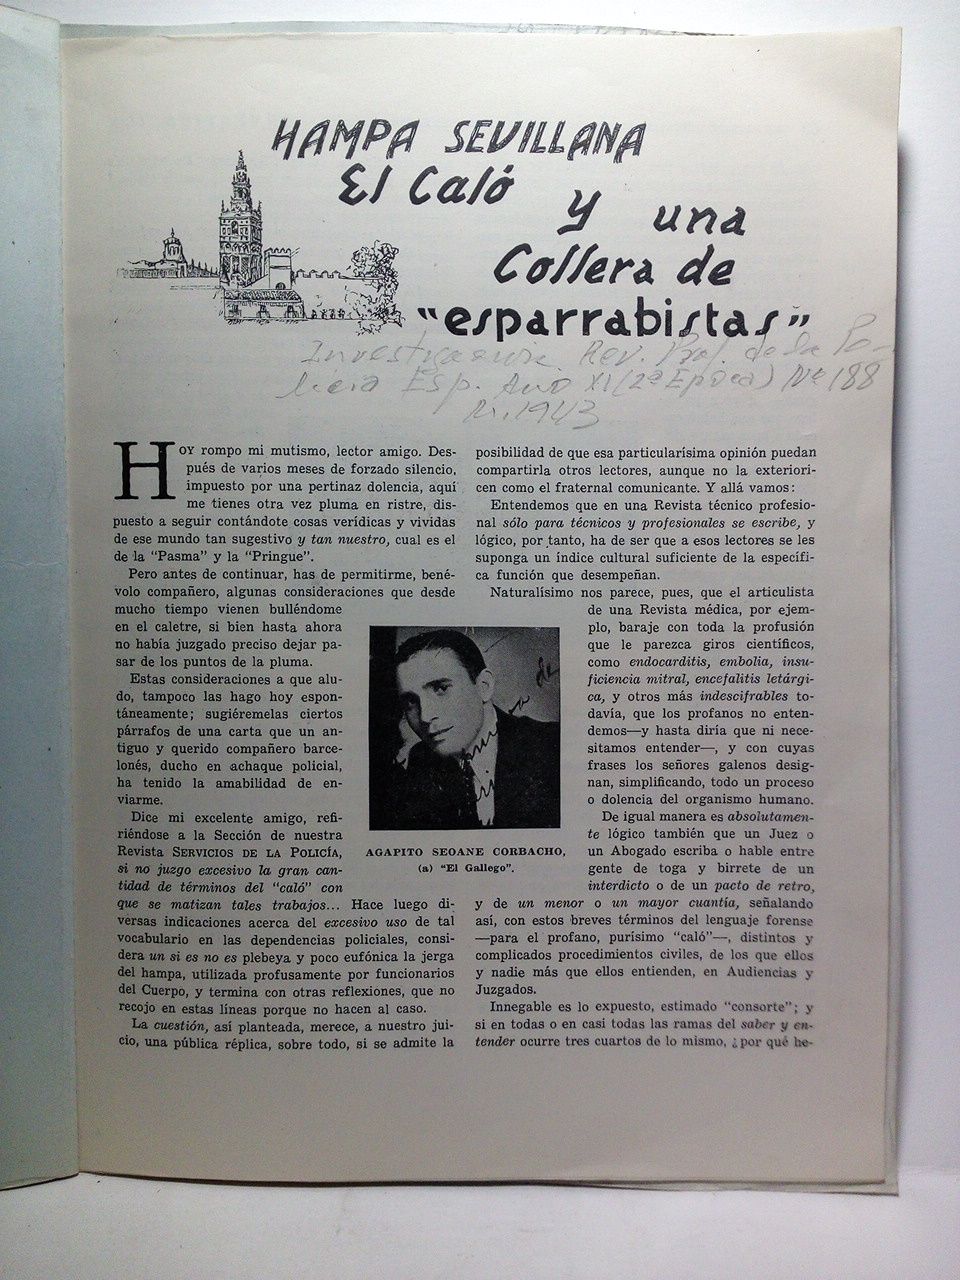 HAMPA SEVILLANA
El Caló
y una
Collera de
"esparrabistas"
Investigación Rev. Prof. de la Po-
licia Esp. Año XI (2ª Epoca) Nº 188
1943
HOY rompo mi mutismo, lector amigo. Des-
pués de varios meses de forzado silencio,
impuesto por una pertinaz dolencia, aquí
me tienes otra vez pluma en ristre, dis-
puesto a seguir contándote cosas verídicas y vividas
de ese mundo tan sugestivo y tan nuestro, cual es el
de la "Pasma" y la "Pringue".
Pero antes de continuar, has de permitirme, bené-
volo compañero, algunas consideraciones que desde
mucho tiempo vienen bulléndome
en el caletre, si bien hasta ahora
no había juzgado preciso dejar pa-
sar de los puntos de la pluma.
Estas consideraciones a que alu-
do, tampoco las hago hoy espon-
táneamente; sugiéremelas ciertos
párrafos de una carta que un an-
tiguo y querido compañero barce-
lonés, ducho en achaque policial,
ha tenido la amabilidad de en-
viarme.
Dice mi excelente amigo, refi-
riéndose a la Sección de nuestra
Revista SERVICIOS DE LA POLICÍA,
si no juzgo excesivo la gran can-
tidad de términos del "caló" con
que se matizan tales trabajos... Hace luego di-
versas indicaciones acerca del excesivo uso de tal
vocabulario en las dependencias policiales, consi-
dera un si es no es plebeya y poco eufónica la jerga
del hampa, utilizada profusamente por funcionarios
del Cuerpo, y termina con otras reflexiones, que no
recojo en estas líneas porque no hacen al caso.
La cuestión, así planteada, merece, a nuestro jui-
cio, una pública réplica, sobre todo, si se admite la
AGAPITO SEOANE CORBACHO,
(a) "El Gallego".
posibilidad de que esa particularísima opinión puedan
compartirla otros lectores, aunque no la exteriori-
cen como el fraternal comunicante. Y allá vamos:
Entendemos que en una Revista técnico profesio-
nal sólo para técnicos y profesionales se escribe, y
lógico, por tanto, ha de ser que a esos lectores se les
suponga un índice cultural suficiente de la específi-
ca función que desempeñan.
Naturalísimo nos parece, pues, que el articulista
de una Revista médica, por ejem-
plo, baraje con toda la profusión
que le parezca giros científicos,
como endocarditis, embolia, insu-
ficiencia mitral, encefalitis letárgi-
ca, y otros más indescifrables to-
davía, que los profanos no enten-
demos—y hasta diría que ni nece-
sitamos entender—, y con cuyas
frases los señores galenos desig-
nan, simplificando, todo un proceso
o dolencia del organismo humano.
De igual manera es absolutamen-
te lógico también que un Juez o
un Abogado escriba o hable entre
gente de toga y birrete de un
interdicto o de un pacto de retro,
y de un menor o un mayor cuantía, señalando
así, con estos breves términos del lenguaje forense
—para el profano, purísimo "caló"—, distintos y
complicados procedimientos civiles, de los que ellos
y nadie más que ellos entienden, en Audiencias y
Juzgados.
Innegable es lo expuesto, estimado "consorte"; y
si en todas o en casi todas las ramas del saber y en-
tender ocurre tres cuartos de lo mismo, ¿por qué he-